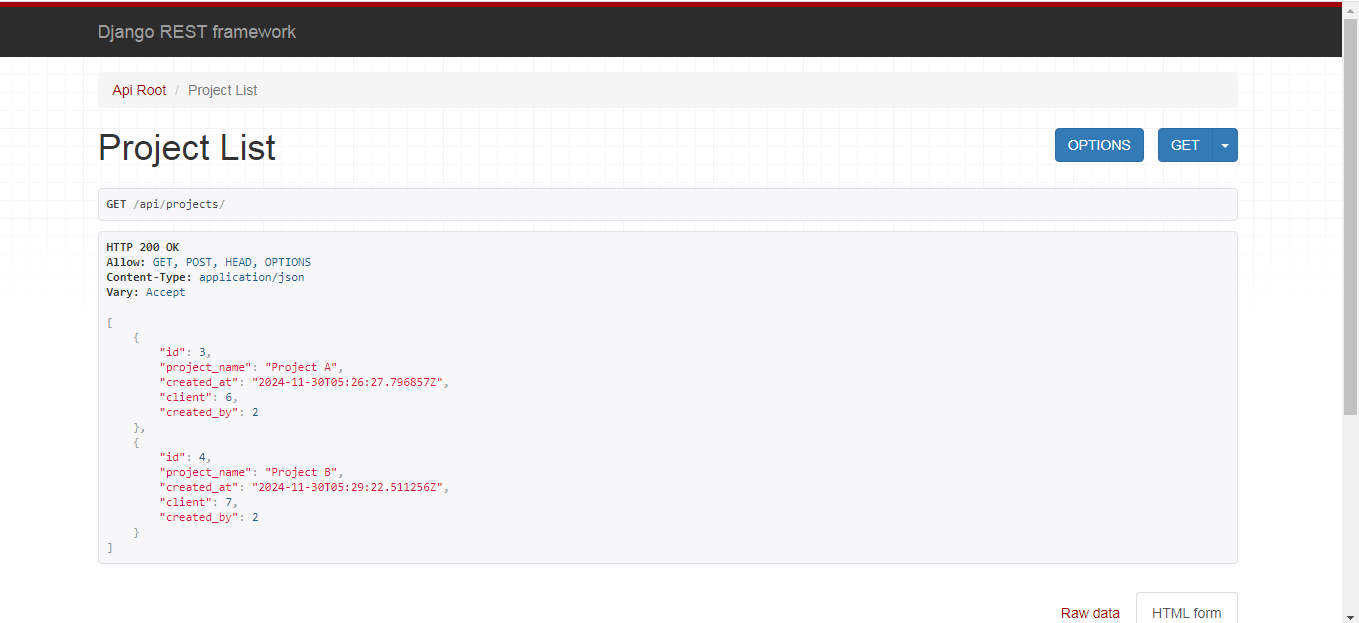 Django REST framework
Api Root / Project List
Project List
OPTIONS GET
GET /api/projects/
HTTP 200 OK
Allow: GET, POST, HEAD, OPTIONS
Content-Type: application/json
Vary: Accept
[
    {
        "id": 3,
        "project_name": "Project A",
        "created_at": "2024-11-30T05:26:27.796857Z",
        "client": 6,
        "created_by": 2
    },
    {
        "id": 4,
        "project_name": "Project B",
        "created_at": "2024-11-30T05:29:22.511256Z",
        "client": 7,
        "created_by": 2
    }
]
Raw data HTML form